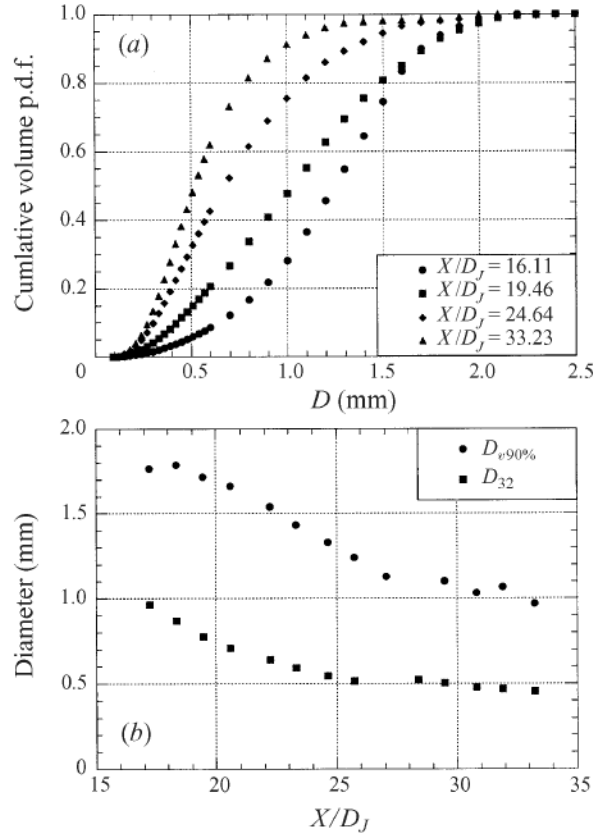 (a)
Cumlative volume p.d.f.
1.0
0.8
0.6
0.4
0.2
0
X/D_J = 16.11
X/D_J = 19.46
X/D_J = 24.64
X/D_J = 33.23
0.5
1.0
1.5
2.0
2.5
D (mm)
(b)
Diameter (mm)
2.0
1.5
1.0
0.5
0
D_v90%
D_32
15
20
25
30
35
X/D_J